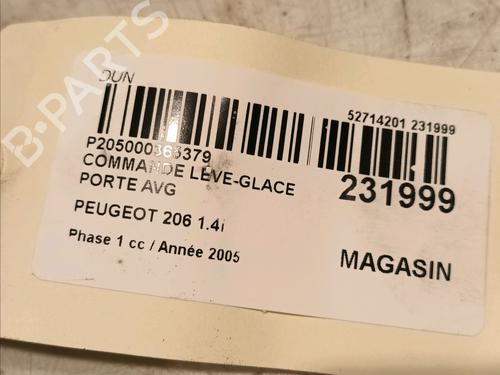 B-PARTS
DUN
52714201 231999
P205000363379
COMMANDE LÈVE-GLACE
231999
PORTE AVG
PEUGEOT 206 1.4i
Phase 1 cc / Année 2005
MAGASIN